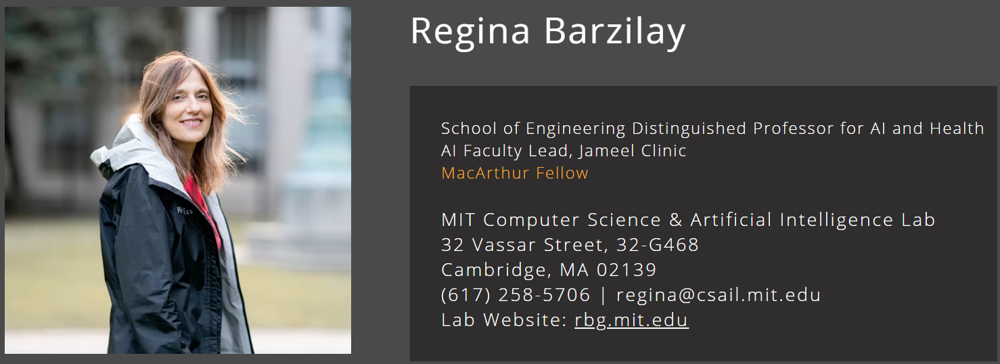 Regina Barzilay
School of Engineering Distinguished Professor for AI and Health
AI Faculty Lead, Jameel Clinic
MacArthur Fellow
MIT Computer Science & Artificial Intelligence Lab
32 Vassar Street, 32-G468
Cambridge, MA 02139
(617) 258-5706 | regina@csail.mit.edu
Lab Website: rbg.mit.edu